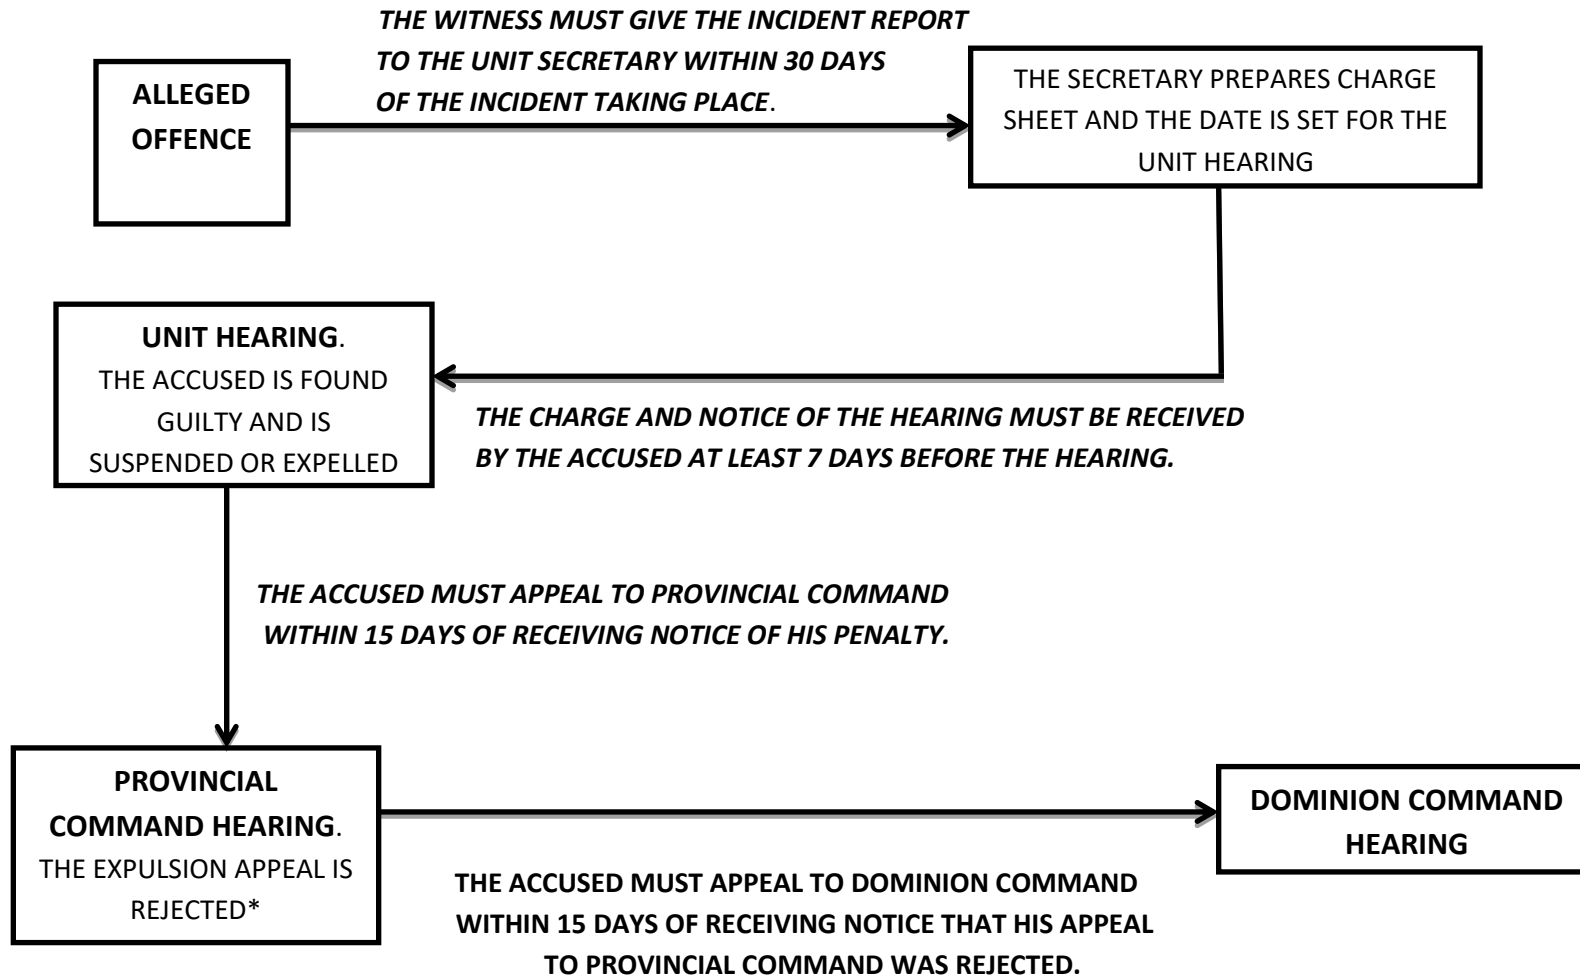 THE WITNESS MUST GIVE THE INCIDENT REPORT
TO THE UNIT SECRETARY WITHIN 30 DAYS
OF THE INCIDENT TAKING PLACE.
ALLEGED
OFFENCE
THE SECRETARY PREPARES CHARGE
SHEET AND THE DATE IS SET FOR THE
UNIT HEARING
UNIT HEARING.
THE ACCUSED IS FOUND
GUILTY AND IS
SUSPENDED OR EXPELLED
THE CHARGE AND NOTICE OF THE HEARING MUST BE RECEIVED
BY THE ACCUSED AT LEAST 7 DAYS BEFORE THE HEARING.
THE ACCUSED MUST APPEAL TO PROVINCIAL COMMAND
WITHIN 15 DAYS OF RECEIVING NOTICE OF HIS PENALTY.
PROVINCIAL
COMMAND HEARING.
THE EXPULSION APPEAL IS
REJECTED*
DOMINION COMMAND
HEARING
THE ACCUSED MUST APPEAL TO DOMINION COMMAND
WITHIN 15 DAYS OF RECEIVING NOTICE THAT HIS APPEAL
TO PROVINCIAL COMMAND WAS REJECTED.